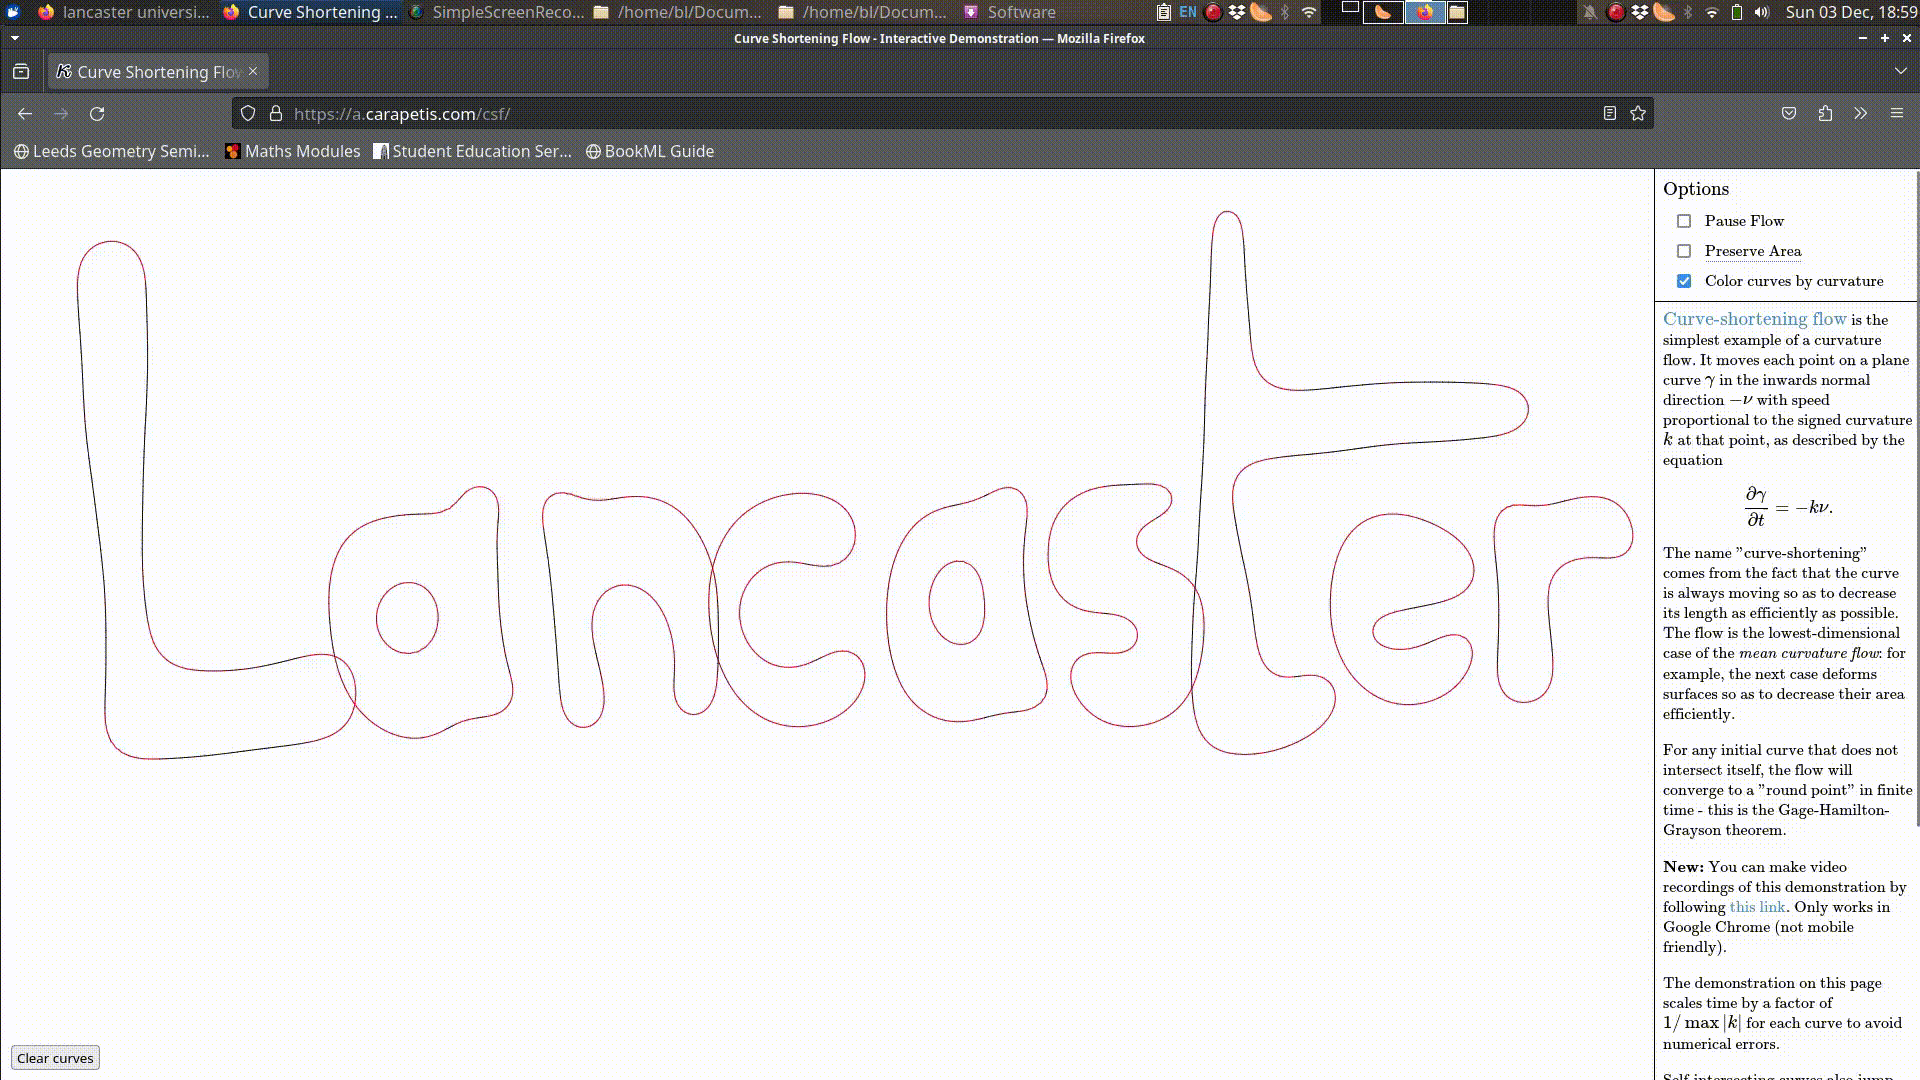 lancaster universi... Curve Shortening ... SimpleScreenReco... /home/bl/Docum... /home/bl/Docum... Software EN Sun 03 Dec, 18:59
Curve Shortening Flow - Interactive Demonstration — Mozilla Firefox
Curve Shortening Flow
https://a.carapetis.com/csf/
Leeds Geometry Semi... Maths Modules Student Education Ser... BookML Guide
Lancaster
Clear curves
Options
Pause Flow
Preserve Area
Color curves by curvature
Curve-shortening flow is the
simplest example of a curvature
flow. It moves each point on a plane
curve γ in the inwards normal
direction −ν with speed
proportional to the signed curvature
k at that point, as described by the
equation
∂γ/∂t = −kν.
The name "curve-shortening"
comes from the fact that the curve
is always moving so as to decrease
its length as efficiently as possible.
The flow is the lowest-dimensional
case of the mean curvature flow: for
example, the next case deforms
surfaces so as to decrease their area
efficiently.
For any initial curve that does not
intersect itself, the flow will
converge to a "round point" in finite
time - this is the Gage-Hamilton-
Grayson theorem.
New: You can make video
recordings of this demonstration by
following this link. Only works in
Google Chrome (not mobile
friendly).
The demonstration on this page
scales time by a factor of
1/ max |k| for each curve to avoid
numerical errors.
Self-intersecting curves also jump